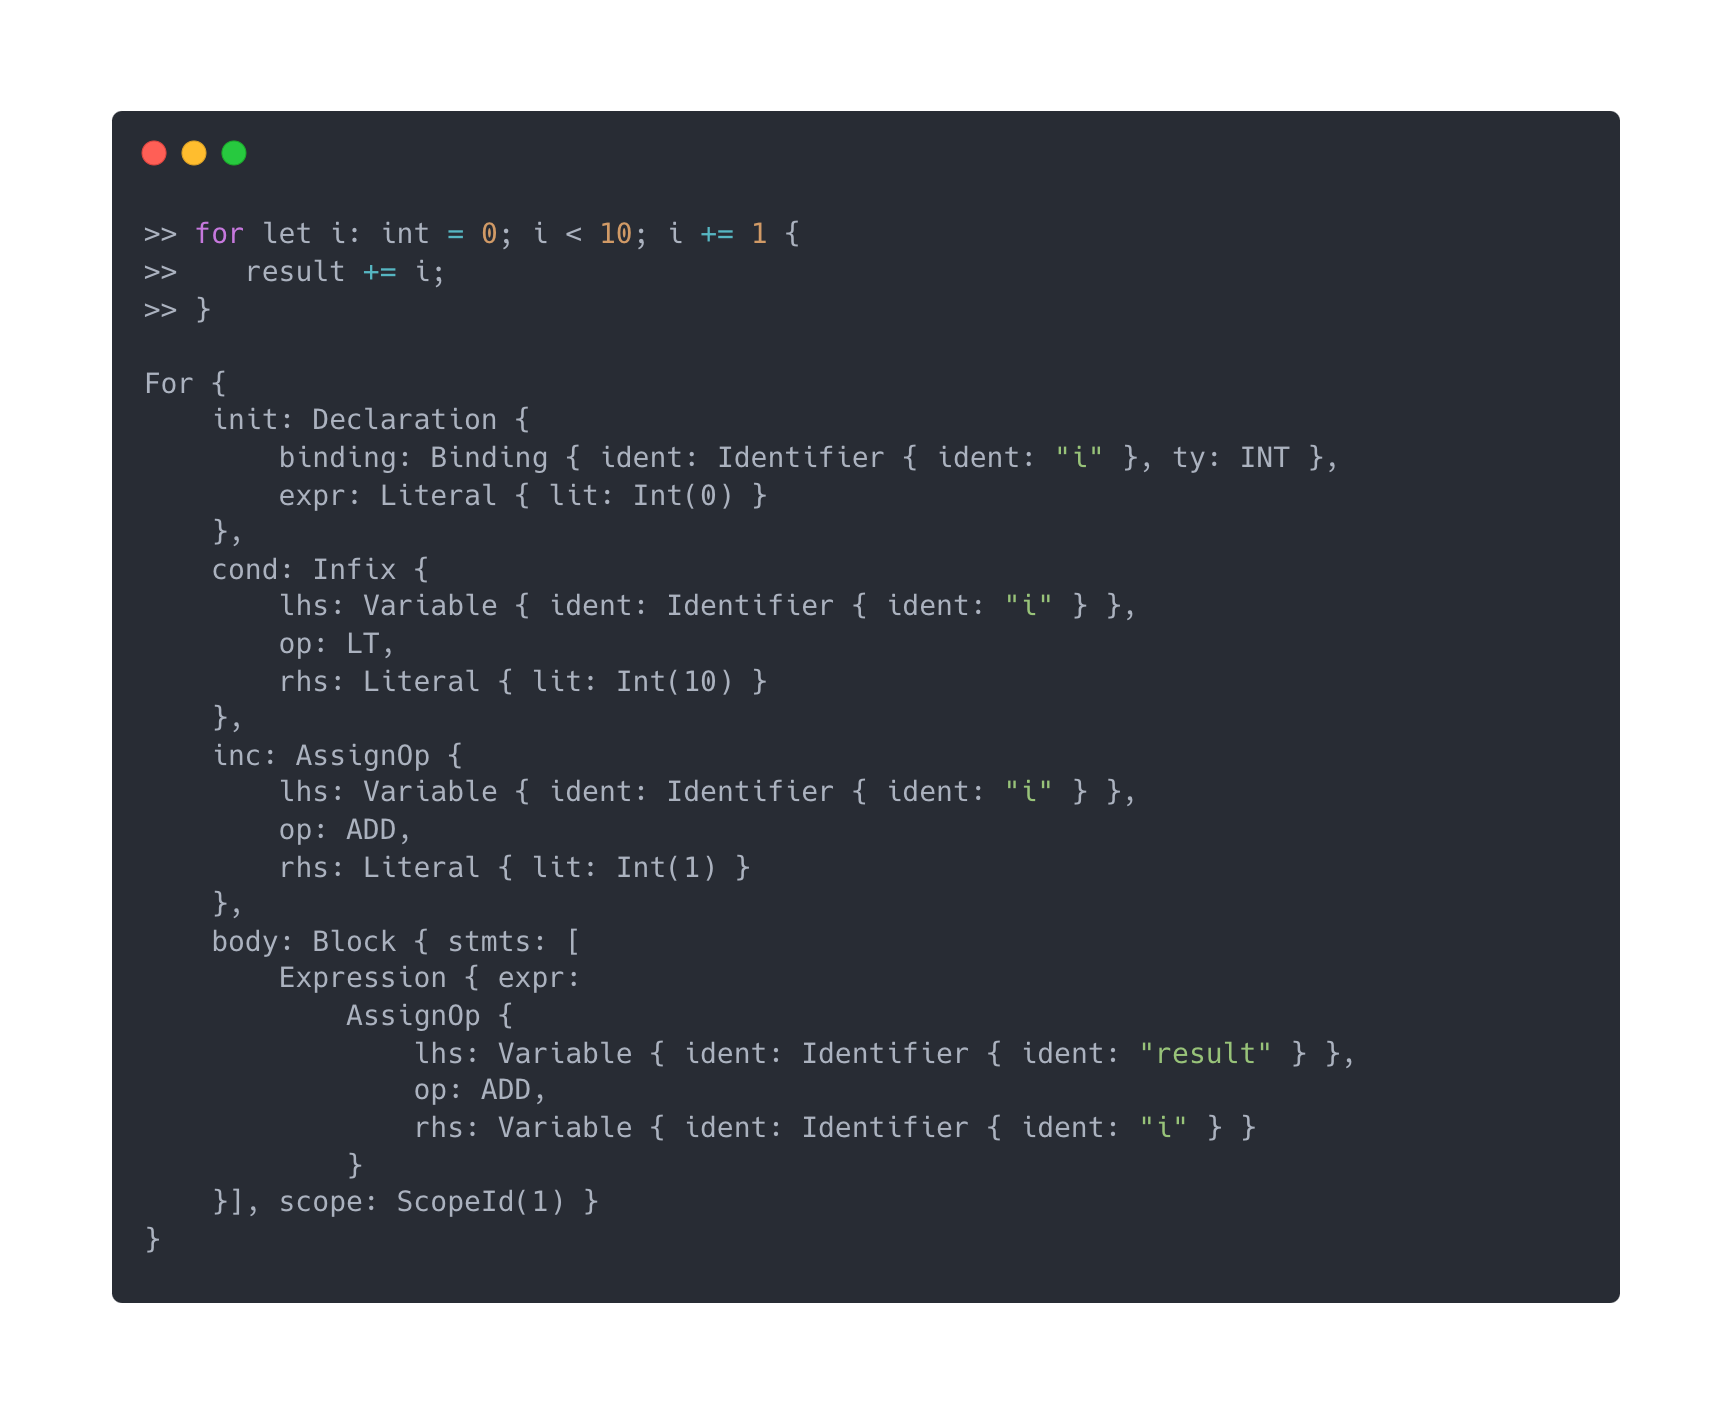 >> for let i: int = 0; i < 10; i += 1 {
>>    result += i;
>> }

For {
    init: Declaration {
        binding: Binding { ident: Identifier { ident: "i" }, ty: INT },
        expr: Literal { lit: Int(0) }
    },
    cond: Infix {
        lhs: Variable { ident: Identifier { ident: "i" } },
        op: LT,
        rhs: Literal { lit: Int(10) }
    },
    inc: AssignOp {
        lhs: Variable { ident: Identifier { ident: "i" } },
        op: ADD,
        rhs: Literal { lit: Int(1) }
    },
    body: Block { stmts: [
        Expression { expr:
            AssignOp {
                lhs: Variable { ident: Identifier { ident: "result" } },
                op: ADD,
                rhs: Variable { ident: Identifier { ident: "i" } }
            }
    }], scope: ScopeId(1) }
}